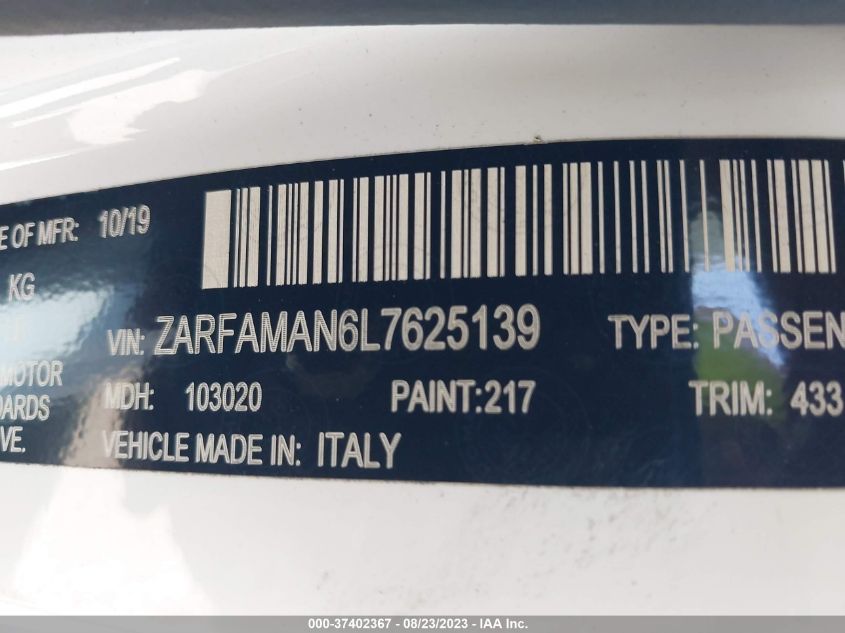 E OF MFR: 10/19
KG
VIN: ZARFAMAN6L7625139 TYPE: PASSEN
MOTOR
MDH: 103020 PAINT:217 TRIM: 433
OARDS
VE. VEHICLE MADE IN: ITALY
000-37402367 - 08/23/2023 - IAA Inc.